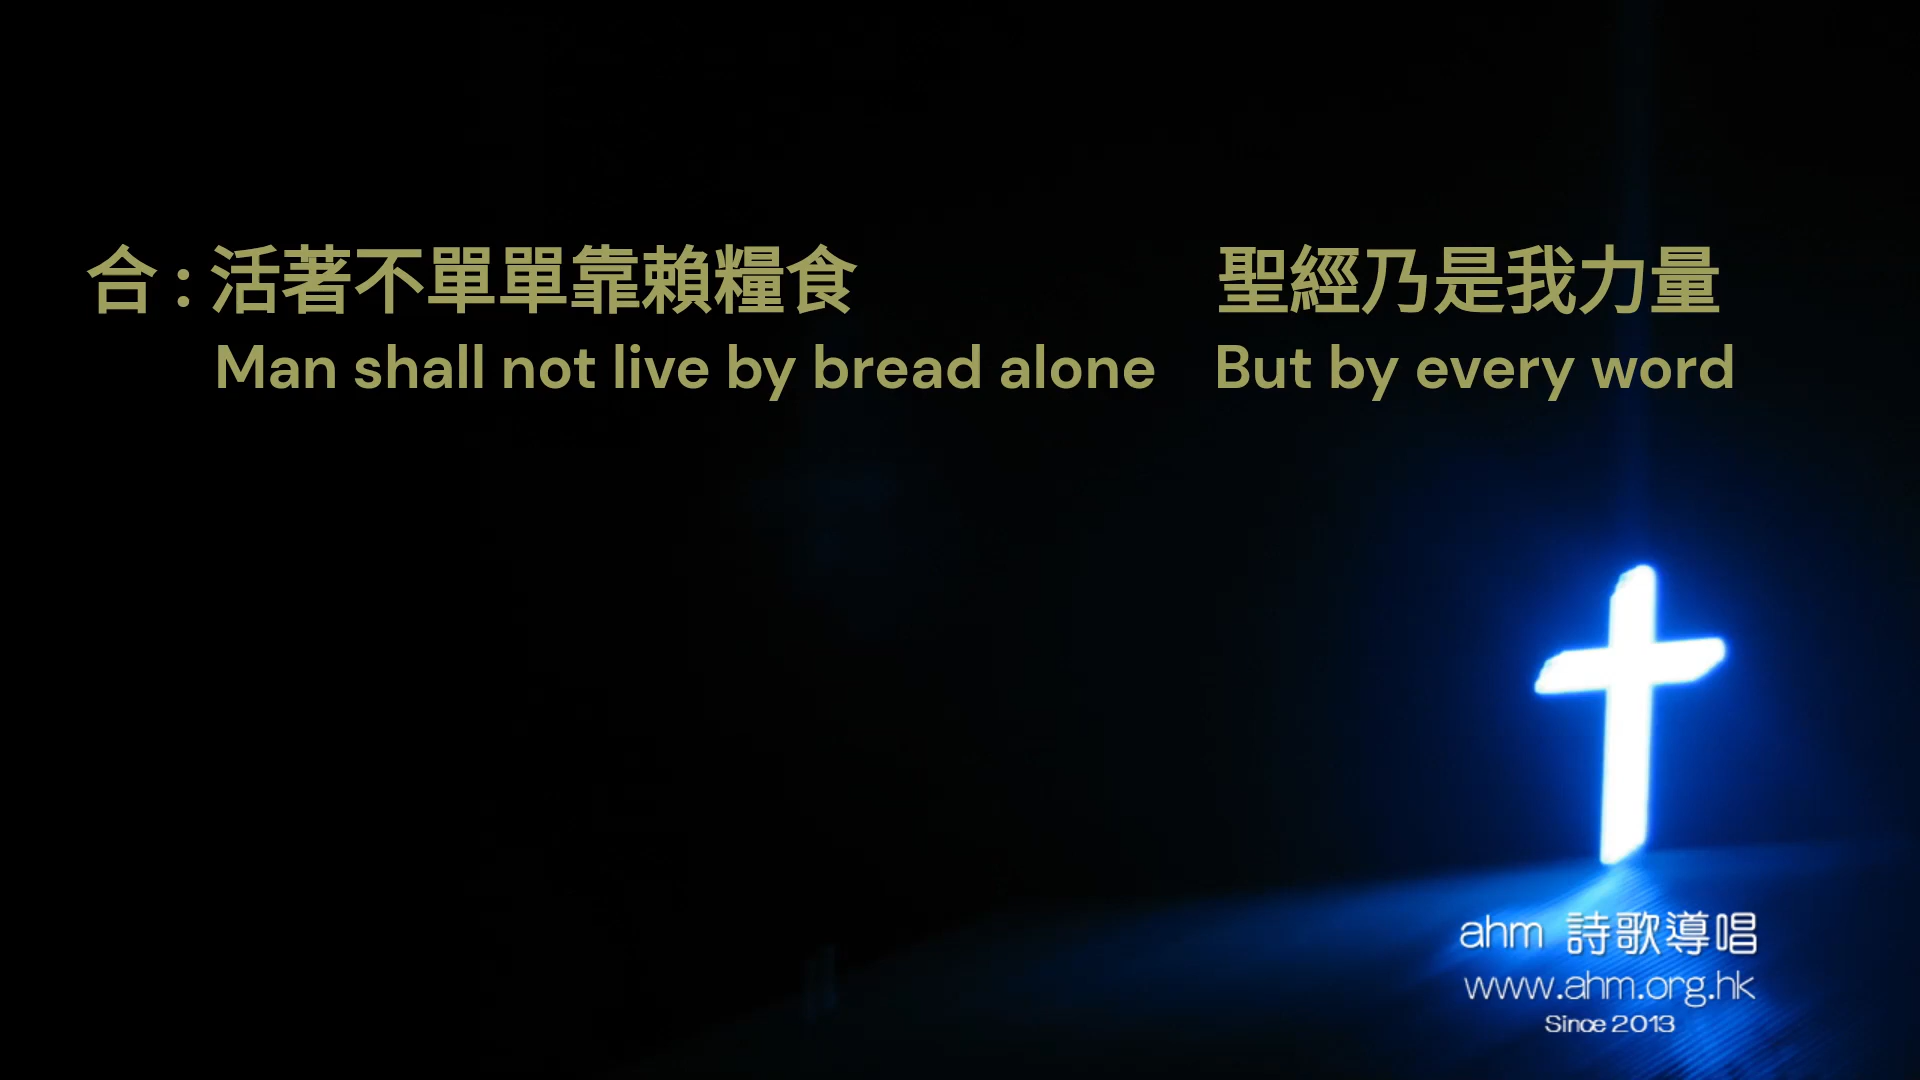 合 : 活著不單單靠賴糧食 聖經乃是我力量
Man shall not live by bread alone But by every word
ahm 詩歌導唱
www.ahm.org.hk
Since 2013